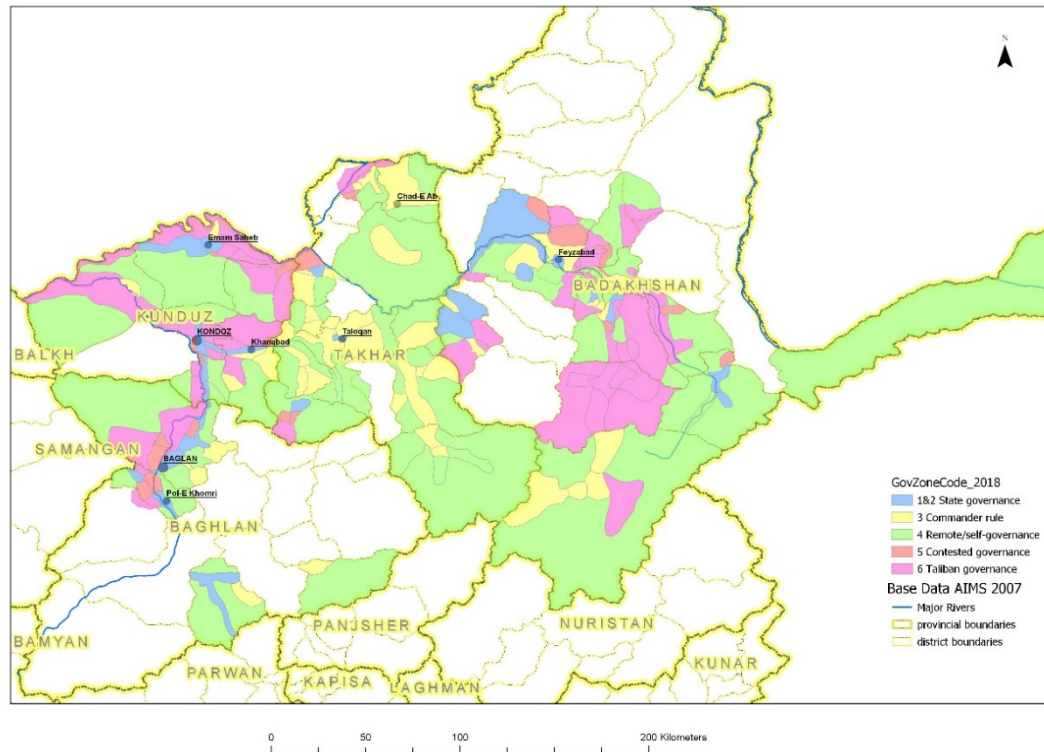 N
Chad-E Ab
Emam Saheb
Feyzabad
BADAKHSHAN
KUNDUZ
KONDOZ
Khanabad
Taloqan
BALKH
TAKHAR
SAMANGAN
BAGLAN
Pol-E Khomri
BAGHLAN
GovZoneCode_2018
1&2 State governance
3 Commander rule
4 Remote/self-governance
5 Contested governance
6 Taliban governance
Base Data AIMS 2007
Major Rivers
provincial boundaries
district boundaries
PANJSHER
NURISTAN
BAMYAN
KUNAR
PARWAN
KAPISA
LAGHMAN
0 50 100 200 Kilometers